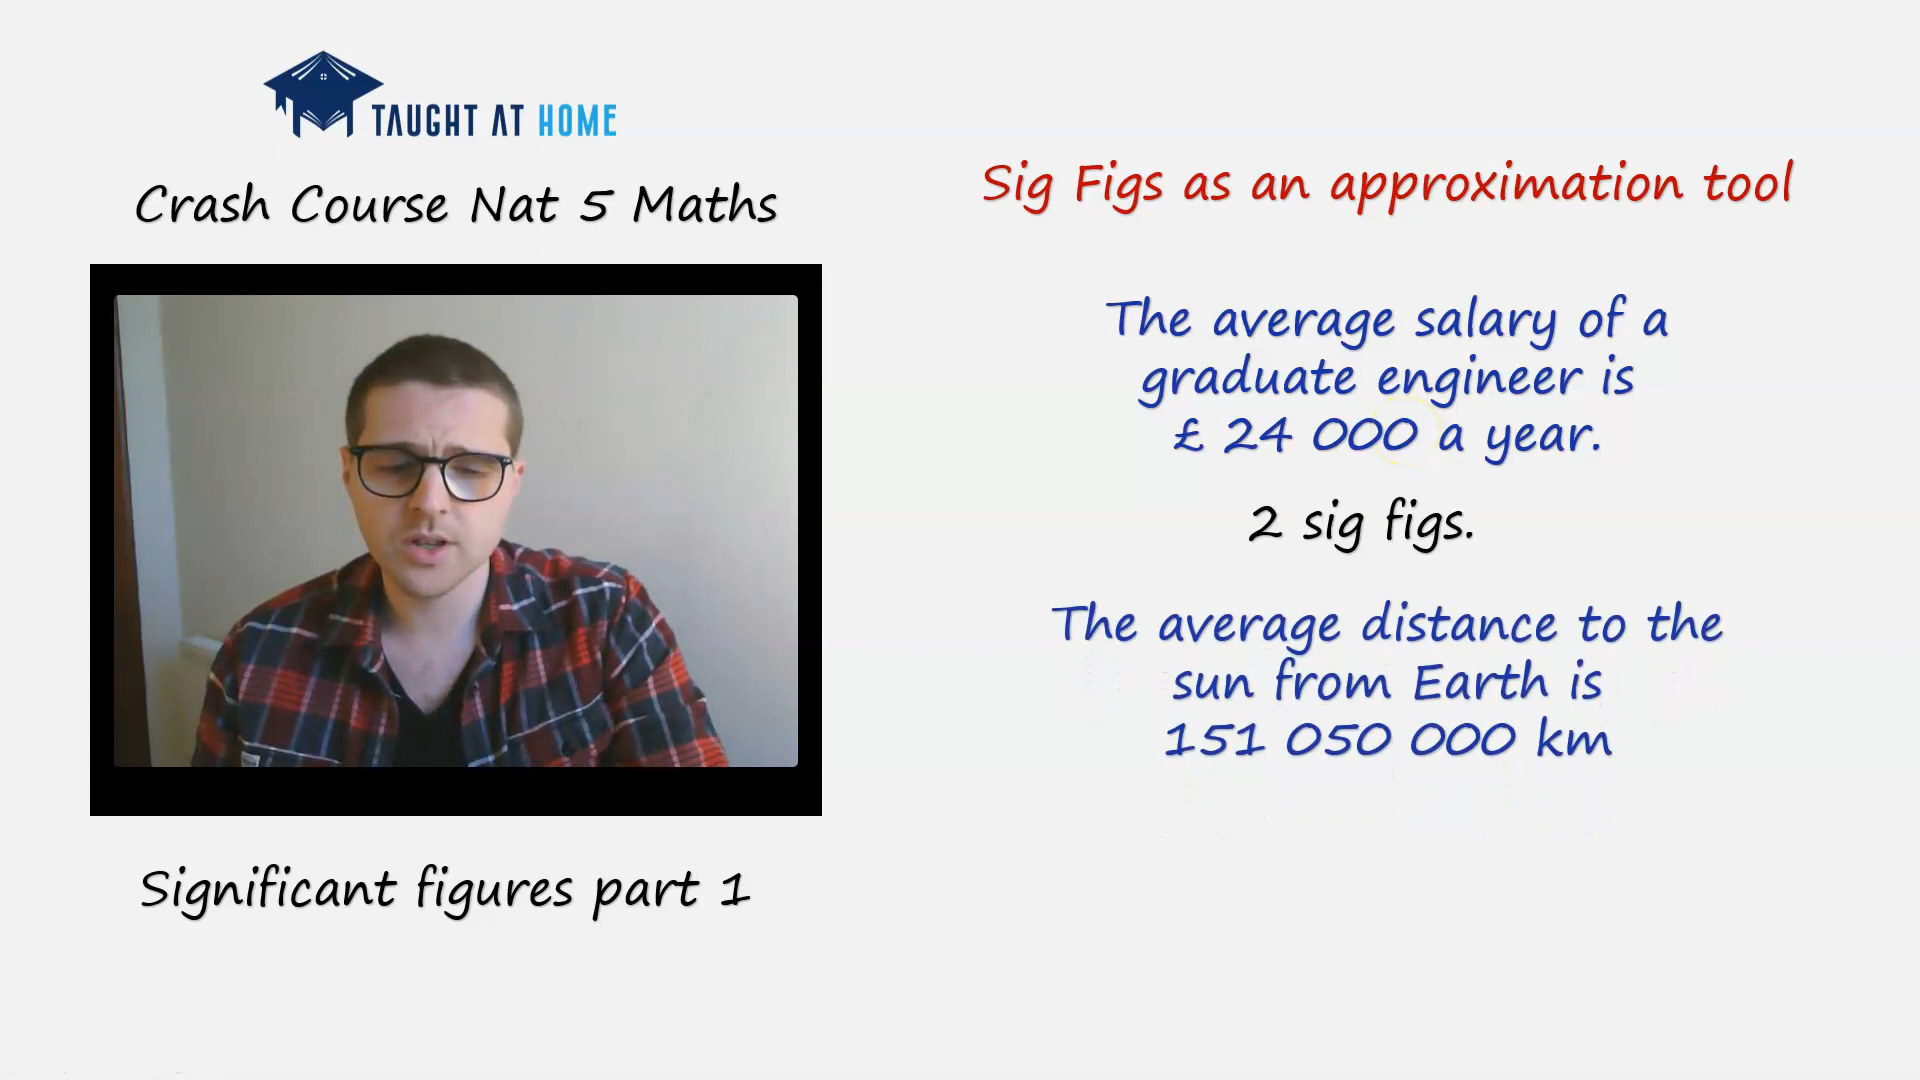 TAUGHT AT HOME
Crash Course Nat 5 Maths
Significant figures part 1
Sig Figs as an approximation tool
The average salary of a
graduate engineer is
£ 24 000 a year.
2 sig figs.
The average distance to the
sun from Earth is
151 050 000 km